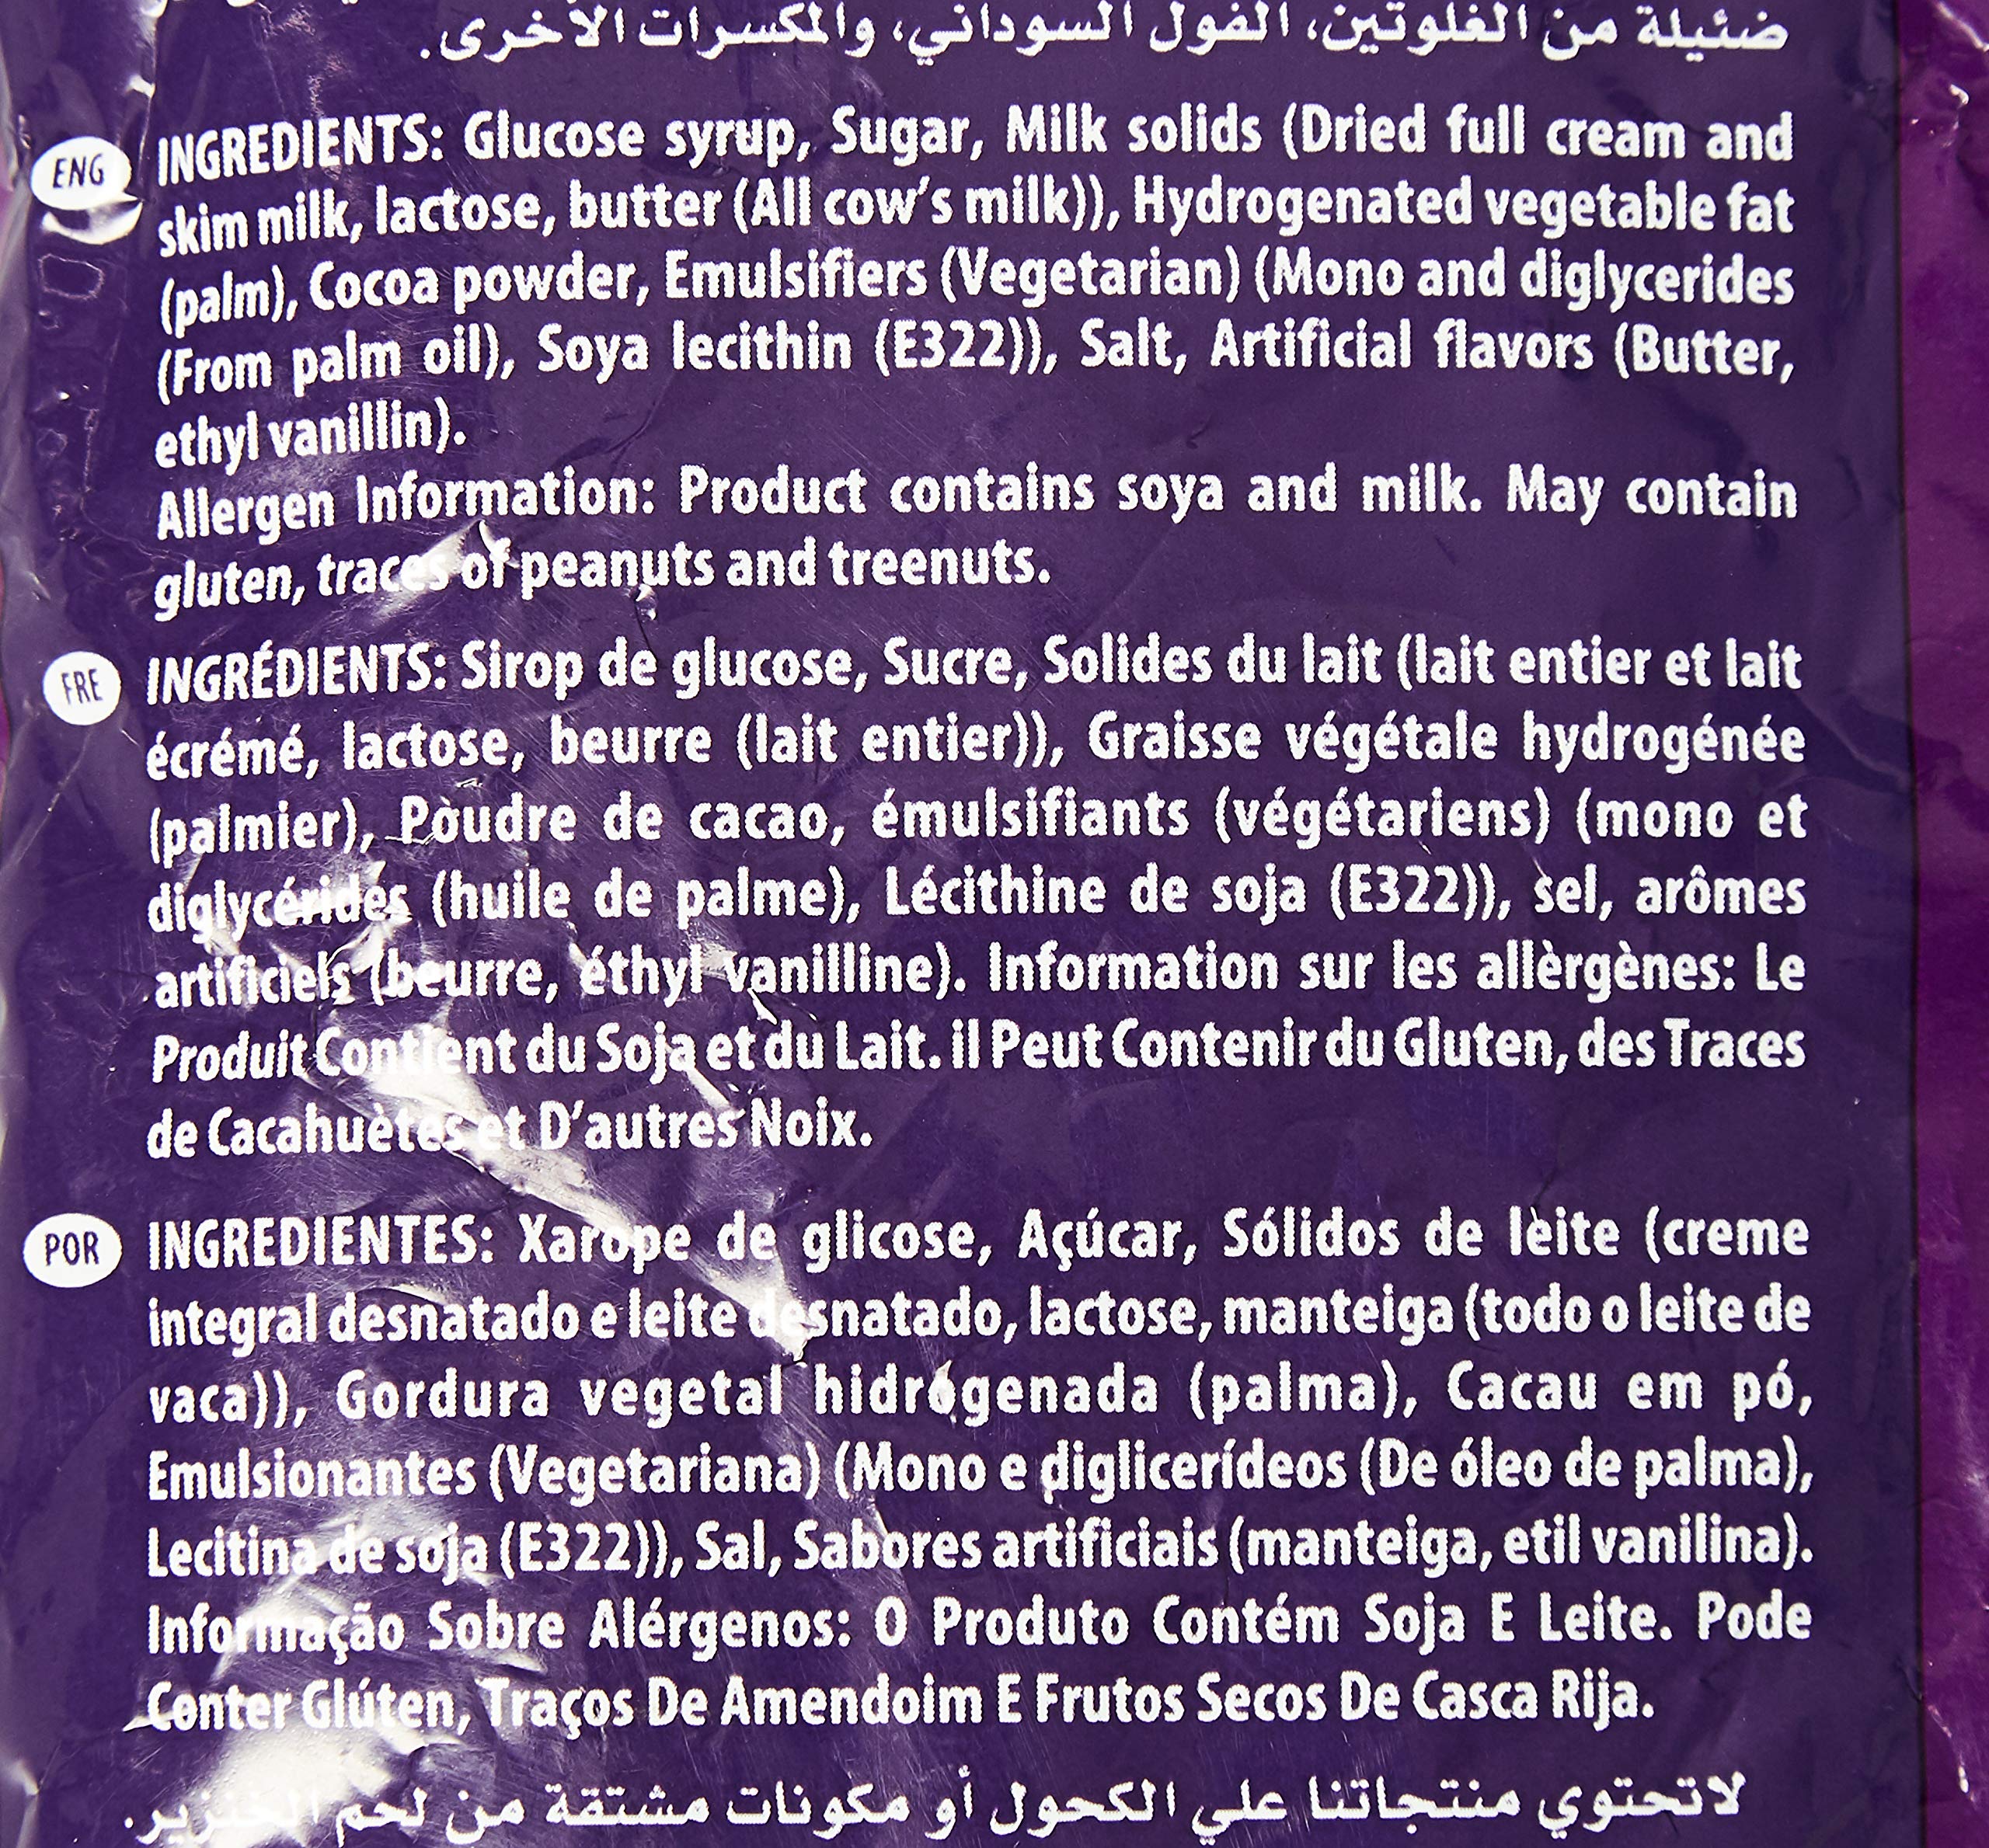 ضئيلة من الغلوتين، الفول السوداني، والمكسرات الأخرى.
ENG
INGREDIENTS: Glucose syrup, Sugar, Milk solids (Dried full cream and
skim milk, lactose, butter (All cow's milk)), Hydrogenated vegetable fat
(palm), Cocoa powder, Emulsifiers (Vegetarian) (Mono and diglycerides
(From palm oil), Soya lecithin (E322)), Salt, Artificial flavors (Butter,
ethyl vanillin).
Allergen Information: Product contains soya and milk. May contain
gluten, traces of peanuts and treenuts.
FRE
INGRÉDIENTS: Sirop de glucose, Sucre, Solides du lait (lait entier et lait
écrémé, lactose, beurre (lait entier)), Graisse végétale hydrogénée
(palmier), Poudre de cacao, émulsifiants (végétariens) (mono et
diglycérides (huile de palme), Lécithine de soja (E322)), sel, arômes
artificiels (beurre, éthyl vanilline). Information sur les allèrgènes: Le
Produit Contient du Soja et du Lait. il Peut Contenir du Gluten, des Traces
de Cacahuètes et D'autres Noix.
POR
INGREDIENTES: Xarope de glicose, Açúcar, Sólidos de leite (creme
integral desnatado e leite desnatado, lactose, manteiga (todo o leite de
vaca)), Gordura vegetal hidrogenada (palma), Cacau em pó,
Emulsionantes (Vegetariana) (Mono e diglicerídeos (De óleo de palma),
Lecitina de soja (E322)), Sal, Sabores artificiais (manteiga, etil vanilina).
Informação Sobre Alérgenos: O Produto Contém Soja E Leite. Pode
Conter Glúten, Traços De Amendoim E Frutos Secos De Casca Rija.
لاتحتوي منتجاتنا علي الكحول أو مكونات مشتقة من لحم الخنزير.